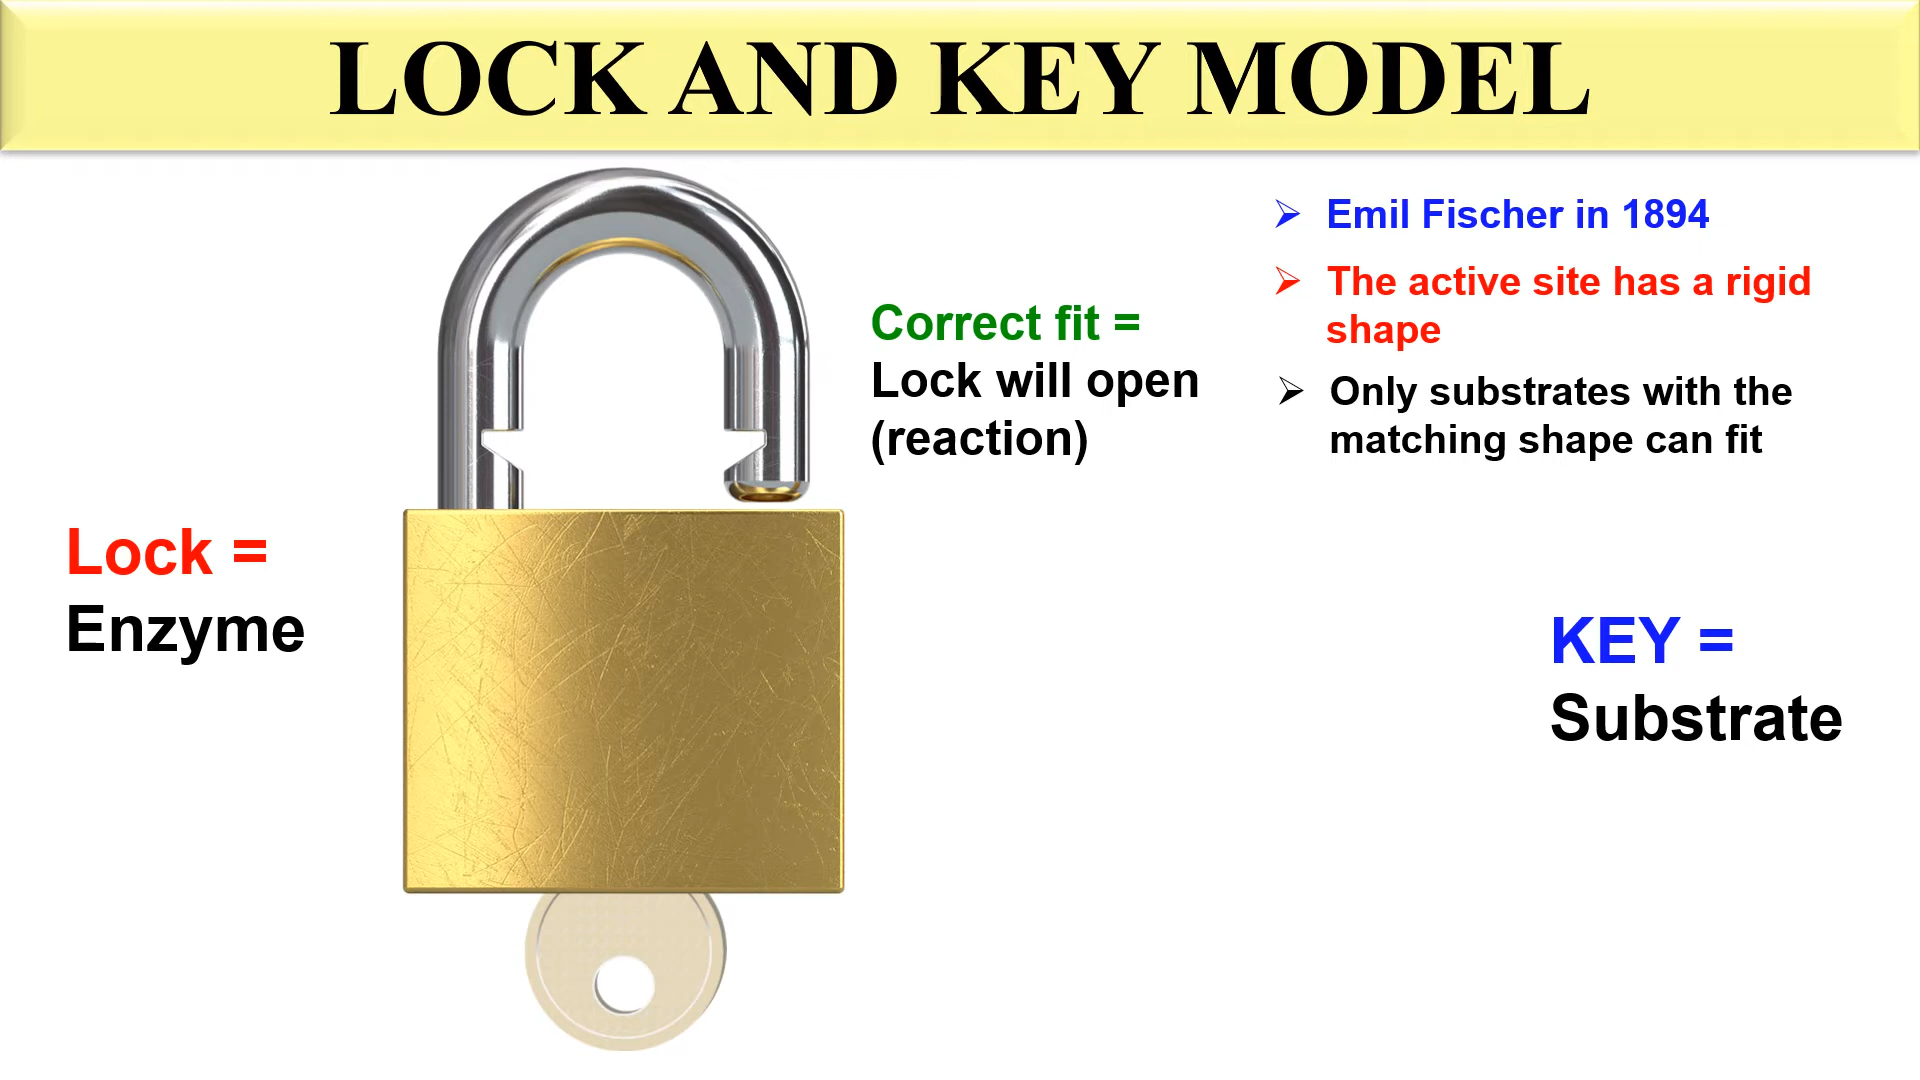 LOCK AND KEY MODEL
Emil Fischer in 1894
The active site has a rigid
shape
Only substrates with the
matching shape can fit
Correct fit =
Lock will open
(reaction)
Lock =
Enzyme
KEY =
Substrate